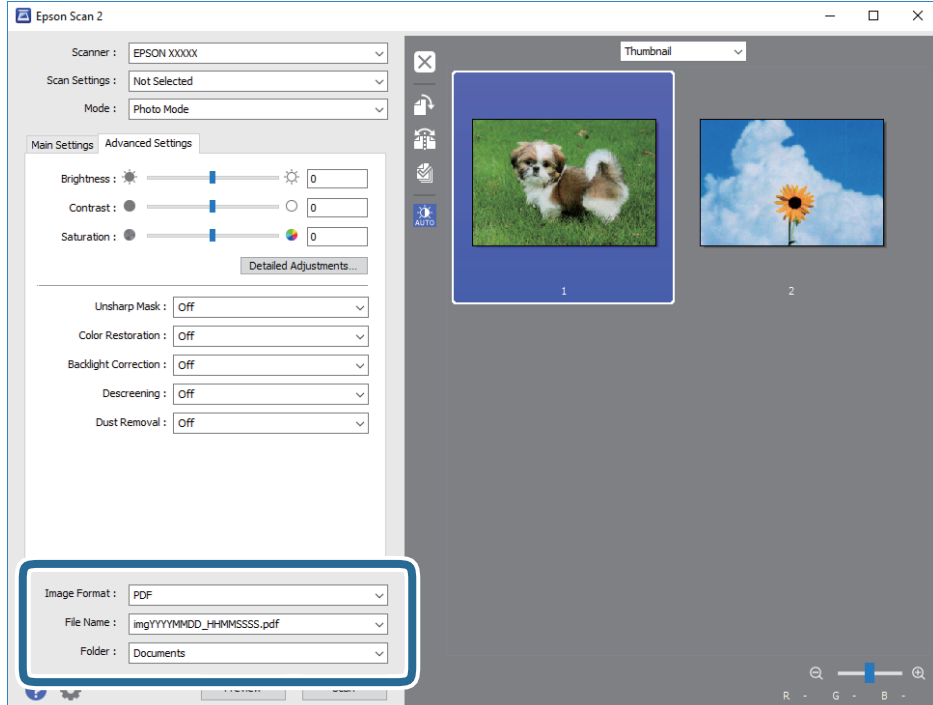 Epson Scan 2
Scanner : EPSON XXXXX
Scan Settings : Not Selected
Mode : Photo Mode
Main Settings Advanced Settings
Brightness : 0
Contrast : 0
Saturation : 0
Detailed Adjustments...
Unsharp Mask : Off
Color Restoration : Off
Backlight Correction : Off
Descreening : Off
Dust Removal : Off
Image Format : PDF
File Name : imgYYYYMMDD_HHMMSSSS.pdf
Folder : Documents
Thumbnail
AUTO
1
2
R - G - B -